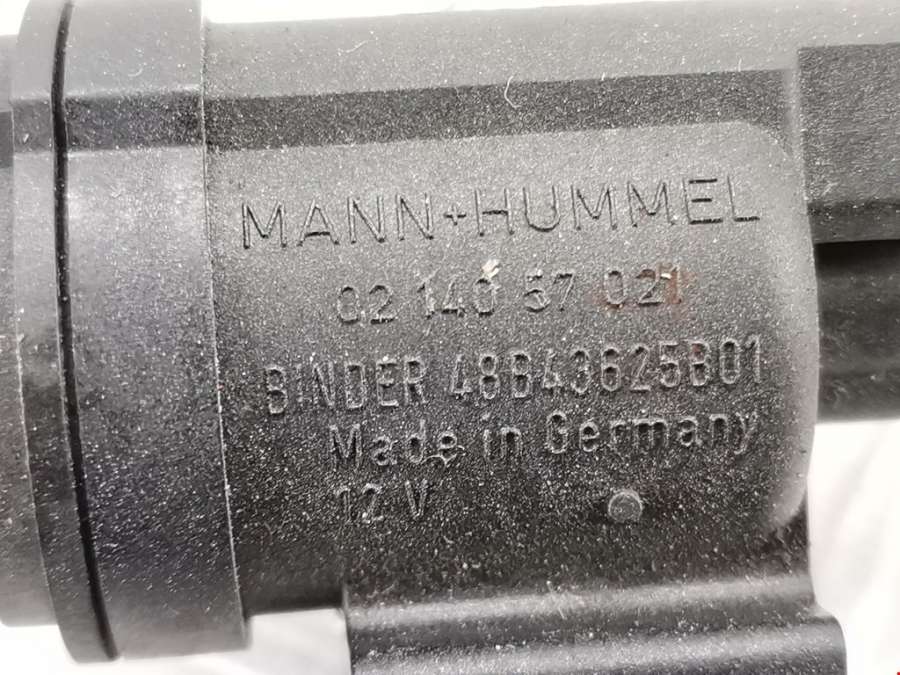 MANN+HUMMEL
02 140 57 021
BINDER 48B43625B01
Made in Germany
12 V